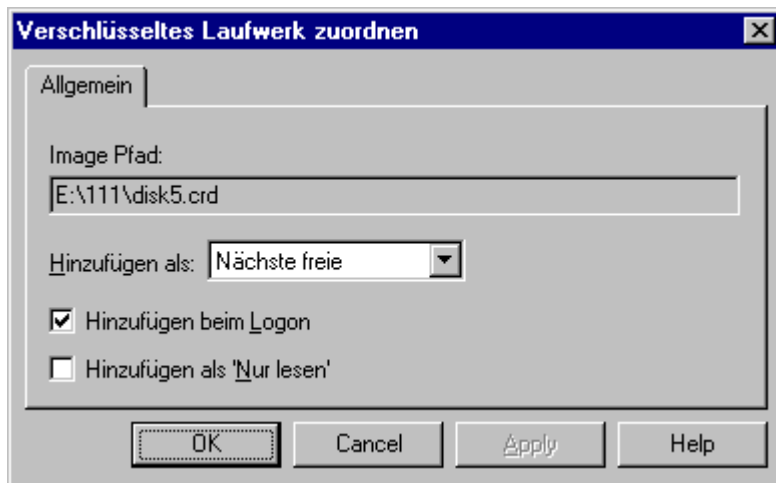 Verschlüsseltes Laufwerk zuordnen
Allgemein
Image Pfad:
E:\111\disk5.crd
Hinzufügen als: Nächste freie
Hinzufügen beim Logon
Hinzufügen als 'Nur lesen'
OK Cancel Apply Help